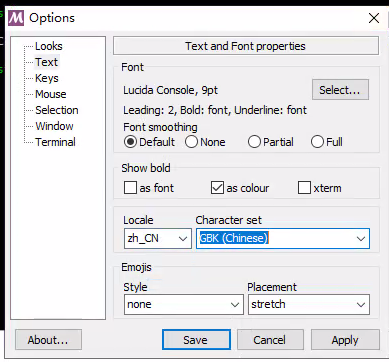 Options
Looks
Text
Keys
Mouse
Selection
Window
Terminal
Text and Font properties
Font
Lucida Console, 9pt
Select...
Leading: 2, Bold: font, Underline: font
Font smoothing
Default None Partial Full
Show bold
as font as colour xterm
Locale Character set
zh_CN GBK (Chinese)
Emojis
Style Placement
none stretch
About... Save Cancel Apply